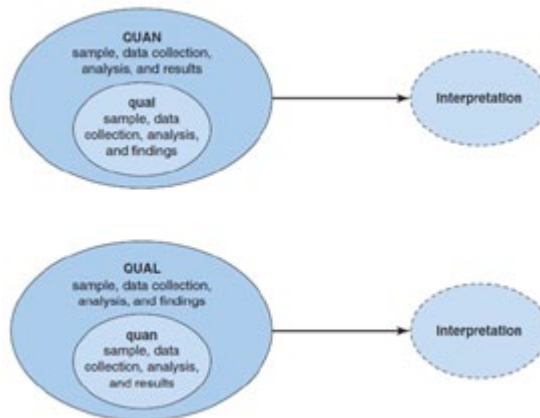 QUAN
sample, data collection,
analysis, and results
qual
sample, data
collection, analysis,
and findings
Interpretation
QUAL
sample, data collection,
analysis, and findings
quan
sample, data
collection, analysis,
and results
Interpretation